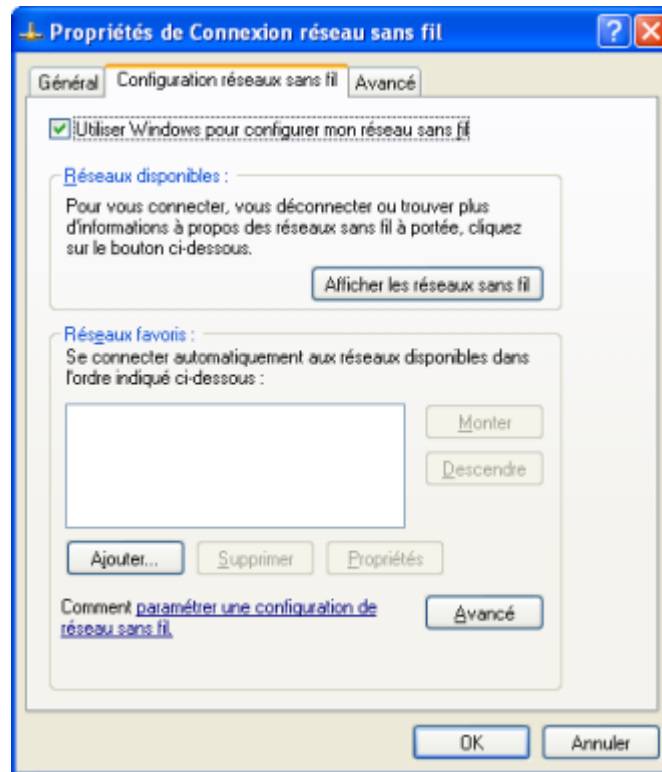 Propriétés de Connexion réseau sans fil
Général
Configuration réseaux sans fil
Avancé
Utiliser Windows pour configurer mon réseau sans fil
Réseaux disponibles :
Pour vous connecter, vous déconnecter ou trouver plus
d'informations à propos des réseaux sans fil à portée, cliquez
sur le bouton ci-dessous.
Afficher les réseaux sans fil
Réseaux favoris :
Se connecter automatiquement aux réseaux disponibles dans
l'ordre indiqué ci-dessous :
Monter
Descendre
Ajouter...
Supprimer
Propriétés
Comment paramétrer une configuration de
réseau sans fil.
Avancé
OK
Annuler